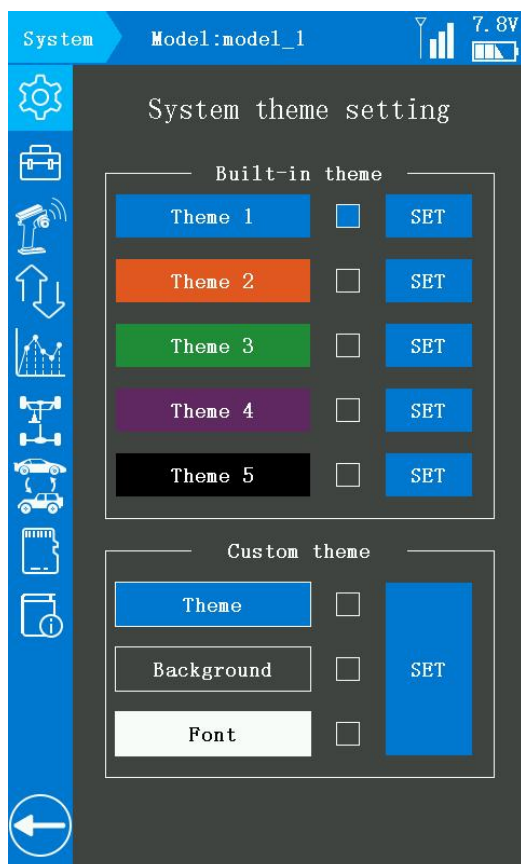 System
Model:model_1
7.8V
System theme setting
Built-in theme
Theme 1 SET
Theme 2 SET
Theme 3 SET
Theme 4 SET
Theme 5 SET
Custom theme
Theme
Background SET
Font